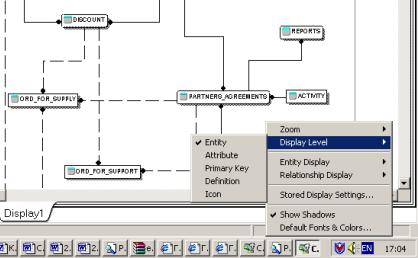 DISCOUNT
REPORTS
ORD_FOR_SUPPLY
PARTNERS_AGREEMENTS
ACTIVITY
ORD_FOR_SUPPORT
Entity
Attribute
Primary Key
Definition
Icon
Zoom
Display Level
Entity Display
Relationship Display
Stored Display Settings...
Show Shadows
Default Fonts & Colors...
Display1
K.
C.
2.
2.
P.
e.
Г.
Г.
Г.
C.
P.
C.
EN
17:04